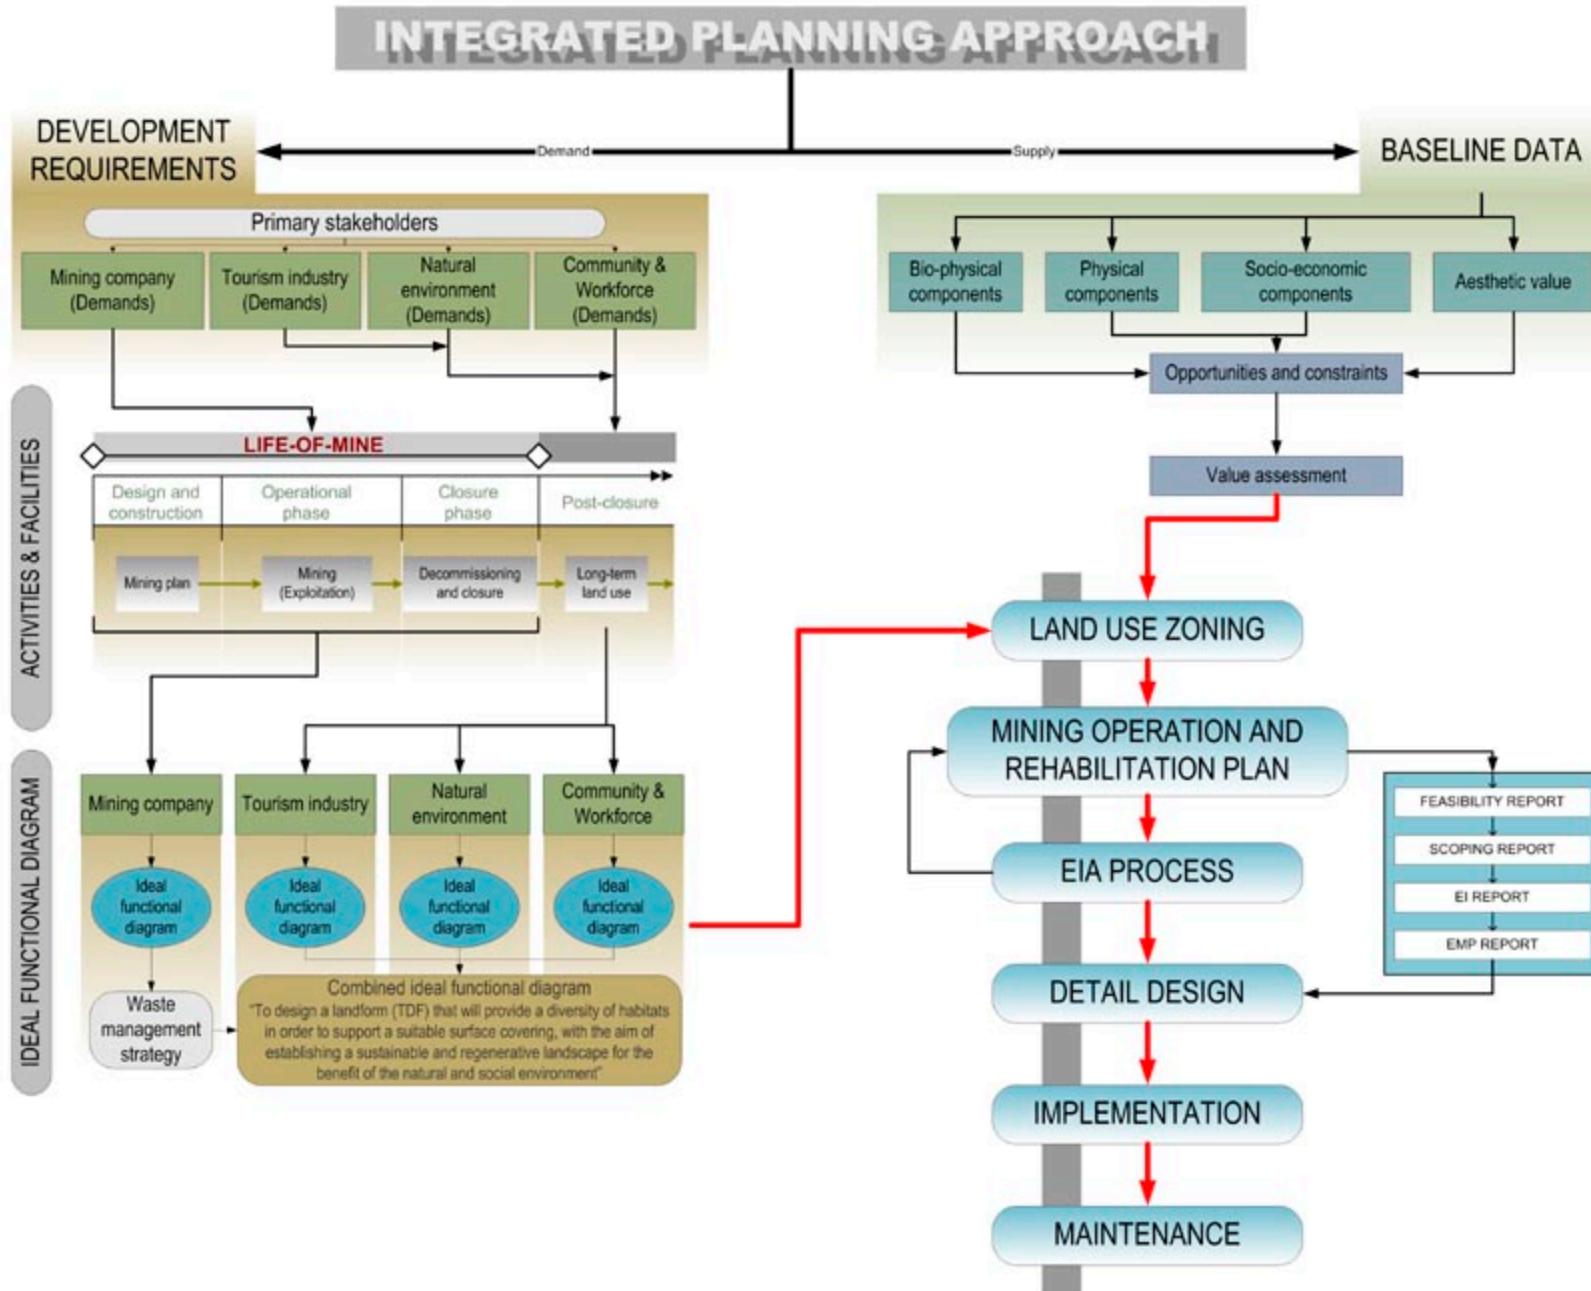 INTEGRATED PLANNING APPROACH
DEVELOPMENT
REQUIREMENTS
Demand
Supply
BASELINE DATA
Primary stakeholders
Mining company
(Demands)
Tourism industry
(Demands)
Natural
environment
(Demands)
Community &
Workforce
(Demands)
Bio-physical
components
Physical
components
Socio-economic
components
Aesthetic value
Opportunities and constraints
Value assessment
ACTIVITIES & FACILITIES
LIFE-OF-MINE
Design and
construction
Operational
phase
Closure
phase
Post-closure
Mining plan
Mining
(Exploitation)
Decommissioning
and closure
Long-term
land use
IDEAL FUNCTIONAL DIAGRAM
Mining company
Tourism industry
Natural
environment
Community &
Workforce
Ideal
functional
diagram
Ideal
functional
diagram
Ideal
functional
diagram
Ideal
functional
diagram
Waste
management
strategy
Combined ideal functional diagram
"To design a landform (TDF) that will provide a diversity of habitats
in order to support a suitable surface covering, with the aim of
establishing a sustainable and regenerative landscape for the
benefit of the natural and social environment"
LAND USE ZONING
MINING OPERATION AND
REHABILITATION PLAN
EIA PROCESS
DETAIL DESIGN
IMPLEMENTATION
MAINTENANCE
FEASIBILITY REPORT
SCOPING REPORT
EI REPORT
EMP REPORT